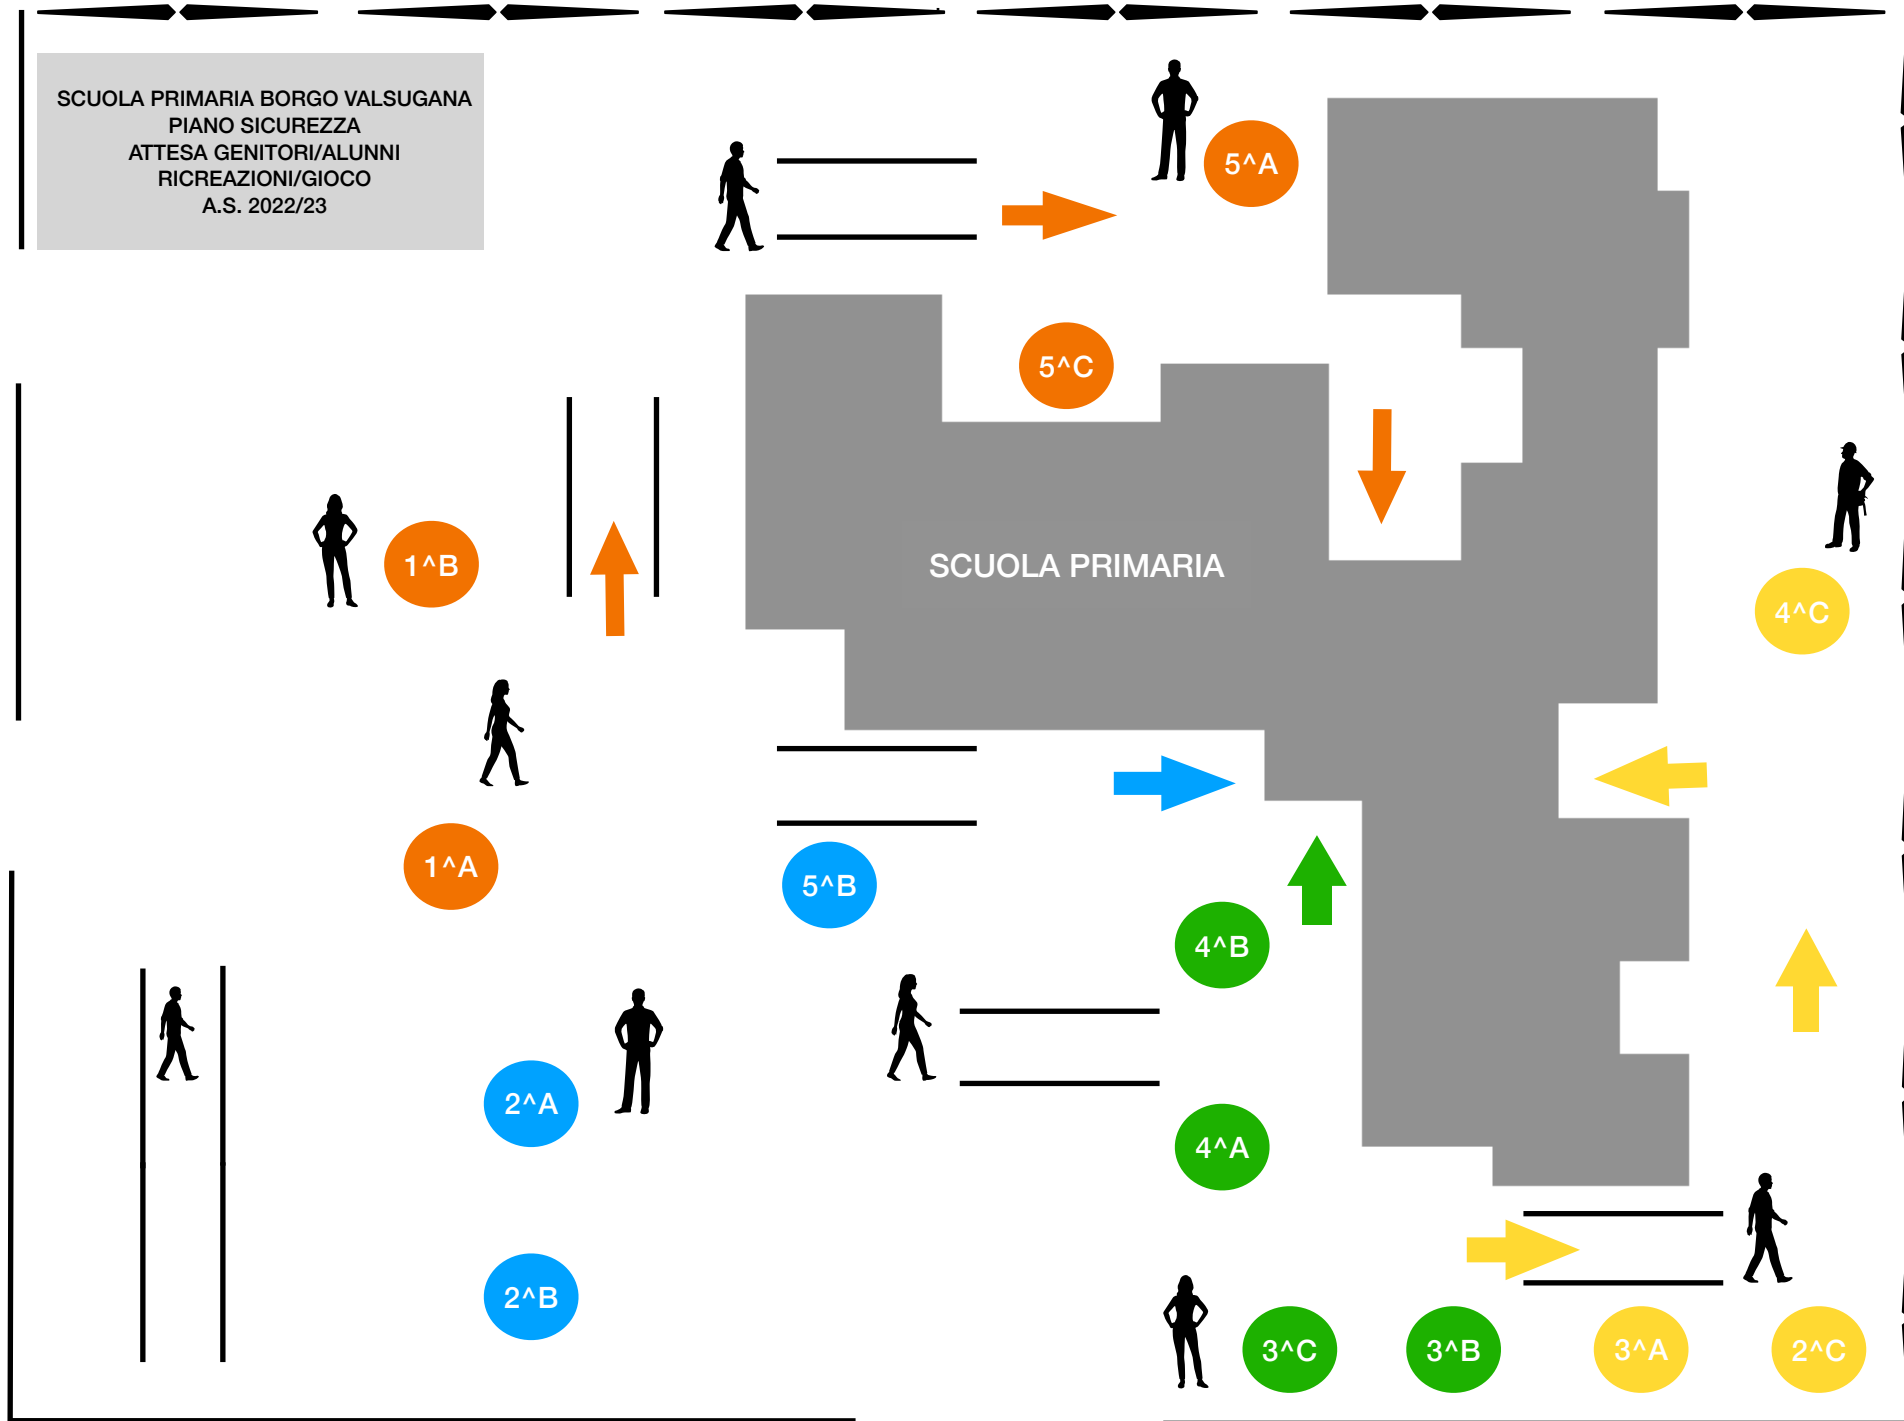 SCUOLA PRIMARIA BORGO VALSUGANA
PIANO SICUREZZA
ATTESA GENITORI/ALUNNI
RICREAZIONI/GIOCO
A.S. 2022/23
5^A
5^C
1^B
SCUOLA PRIMARIA
4^C
1^A
5^B
4^B
2^A
4^A
2^B
3^C
3^B
3^A
2^C